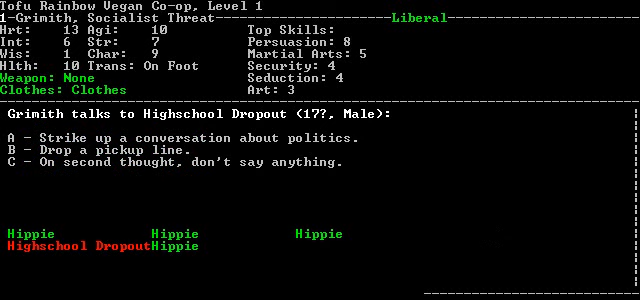 Tofu Rainbow Vegan Co-op, Level 1
1-Grimith, Socialist Threat Liberal
Hrt: 13 Agi: 10 Top Skills:
Int: 6 Str: 7 Persuasion: 8
Wis: 1 Char: 9 Martial Arts: 5
Hlth: 10 Trans: On Foot Security: 4
Weapon: None Seduction: 4
Clothes: Clothes Art: 3
Grimith talks to Highschool Dropout (17?, Male):
A - Strike up a conversation about politics.
B - Drop a pickup line.
C - On second thought, don't say anything.
Hippie Hippie Hippie
Highschool Dropout Hippie